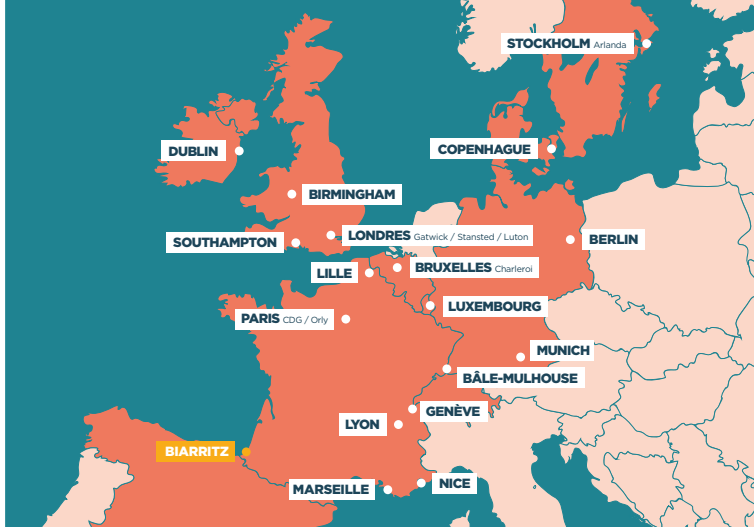 STOCKHOLM Arlanda
DUBLIN
COPENHAGUE
BIRMINGHAM
LONDRES Gatwick / Stansted / Luton
SOUTHAMPTON
BERLIN
LILLE
BRUXELLES Charleroi
LUXEMBOURG
PARIS CDG / Orly
MUNICH
BÂLE-MULHOUSE
GENÈVE
LYON
BIARRITZ
MARSEILLE
NICE